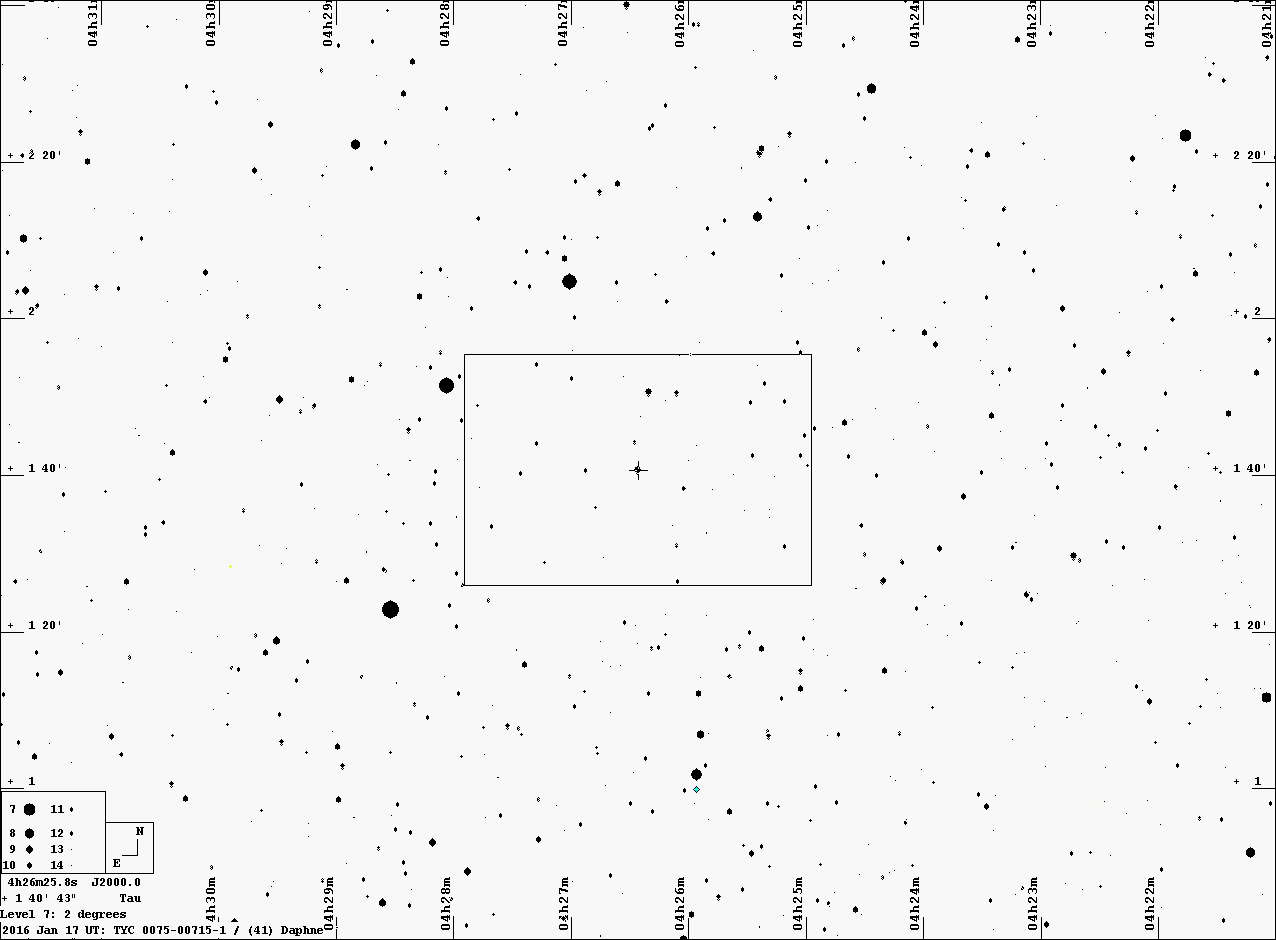 04h31m 04h30m 04h29m 04h28m 04h27m 04h26m 04h25m 04h24m 04h23m 04h22m 04h21m
+ 2 20' + 2 20'
+ 2 + 2
+ 1 40' + 1 40'
+ 1 20' + 1 20'
+ 1 + 1
7 11
8 12
9 13
10 14
N
E
4h26m25.8s J2000.0
+ 1 40' 43" Tau
Level 7: 2 degrees
2016 Jan 17 UT: TYC 0075-00715-1 / (41) Daphne
04h30m 04h29m 04h28m 04h27m 04h26m 04h25m 04h24m 04h23m 04h22m